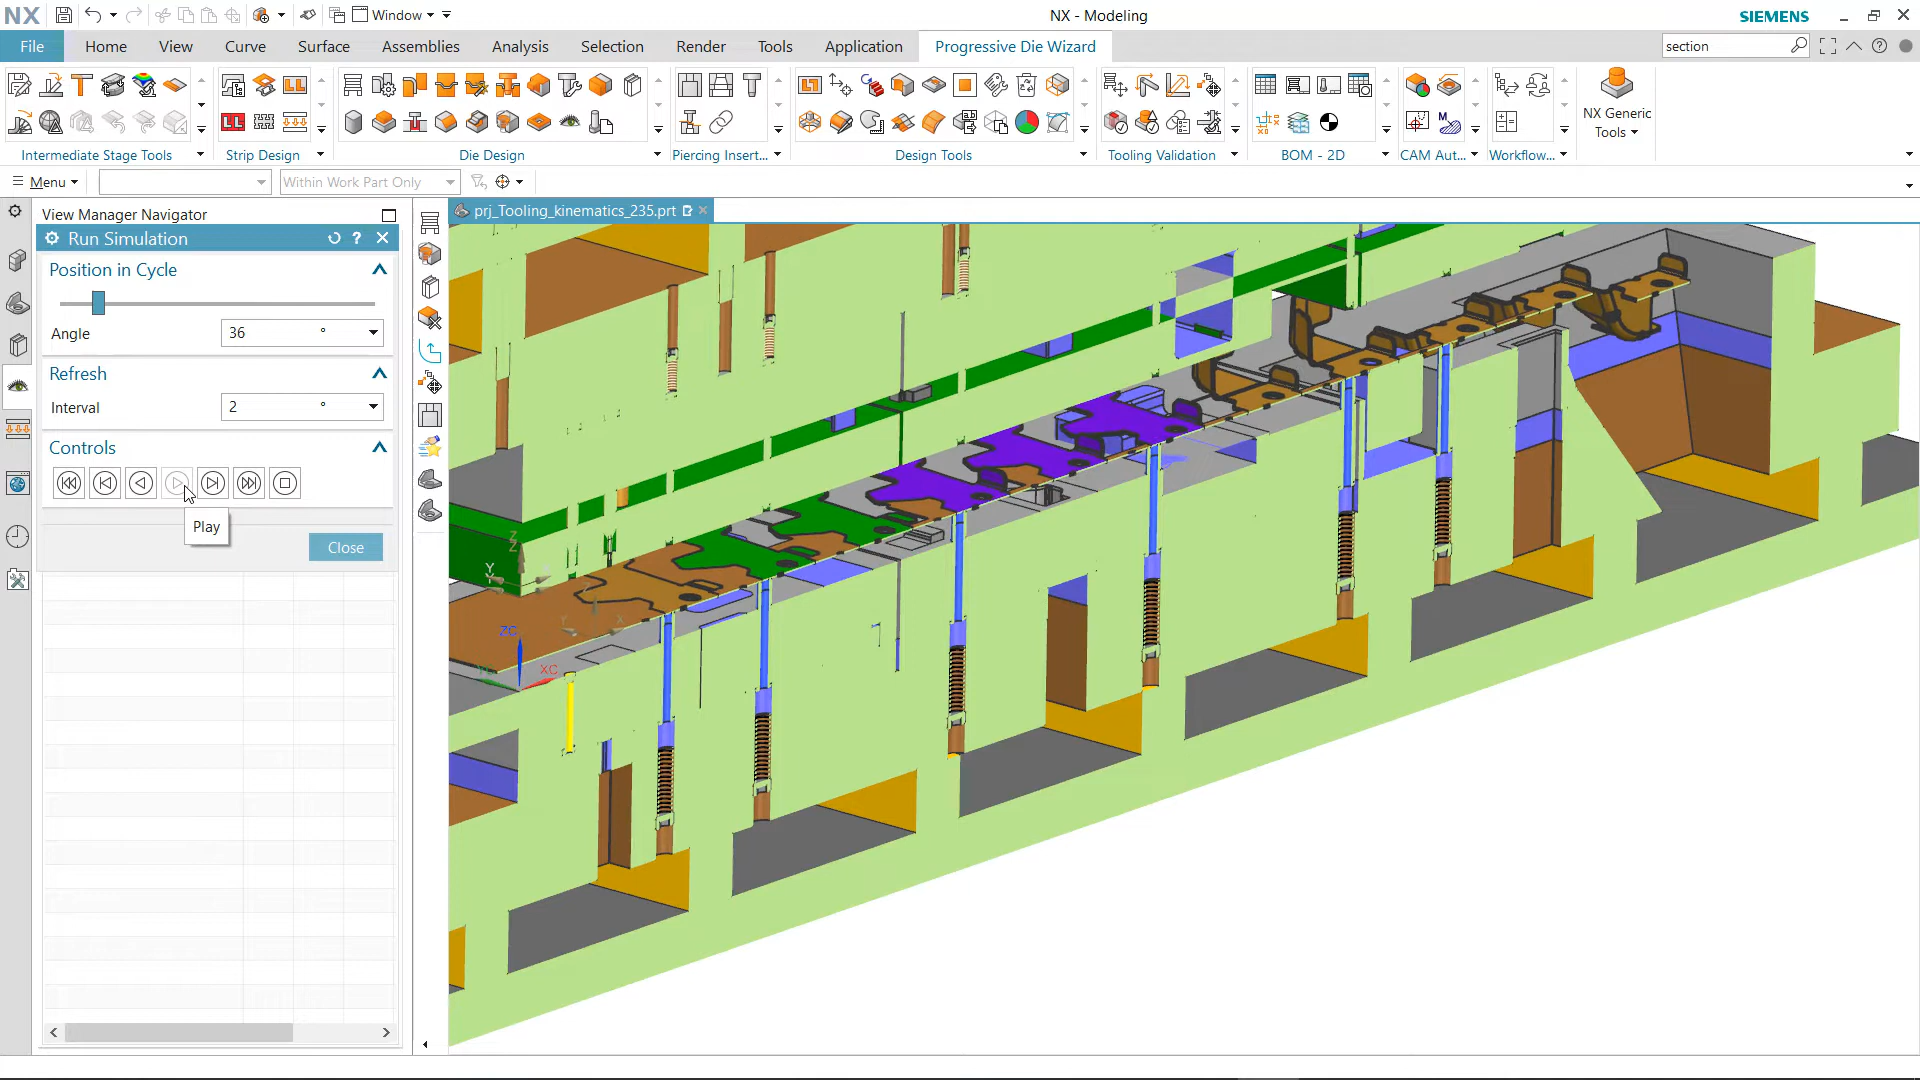 NX
Window
NX - Modeling
SIEMENS
File
Home
View
Curve
Surface
Assemblies
Analysis
Selection
Render
Tools
Application
Progressive Die Wizard
section
NX Generic
Tools
Intermediate Stage Tools
Strip Design
Die Design
Piercing Insert...
Design Tools
Tooling Validation
BOM - 2D
CAM Aut...
Workflow...
Menu
Within Work Part Only
View Manager Navigator
prj_Tooling_kinematics_235.prt
Run Simulation
Position in Cycle
Angle
36
°
Refresh
Interval
2
°
Controls
Play
Close
Z
Z
Y
Y
ZC
XC